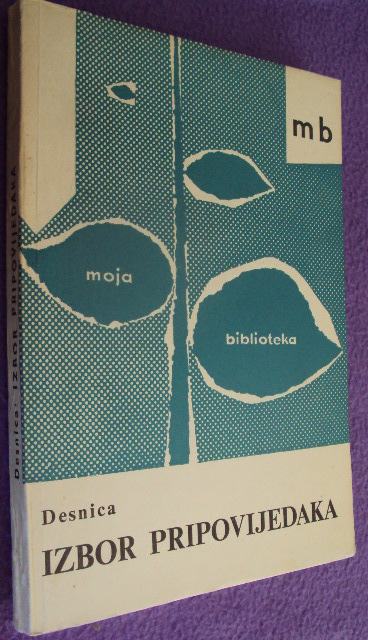 mb
moja
biblioteka
Desnica
IZBOR PRIPOVIJEDAKA
Desnica: IZBOR PRIPOVIJEDAKA